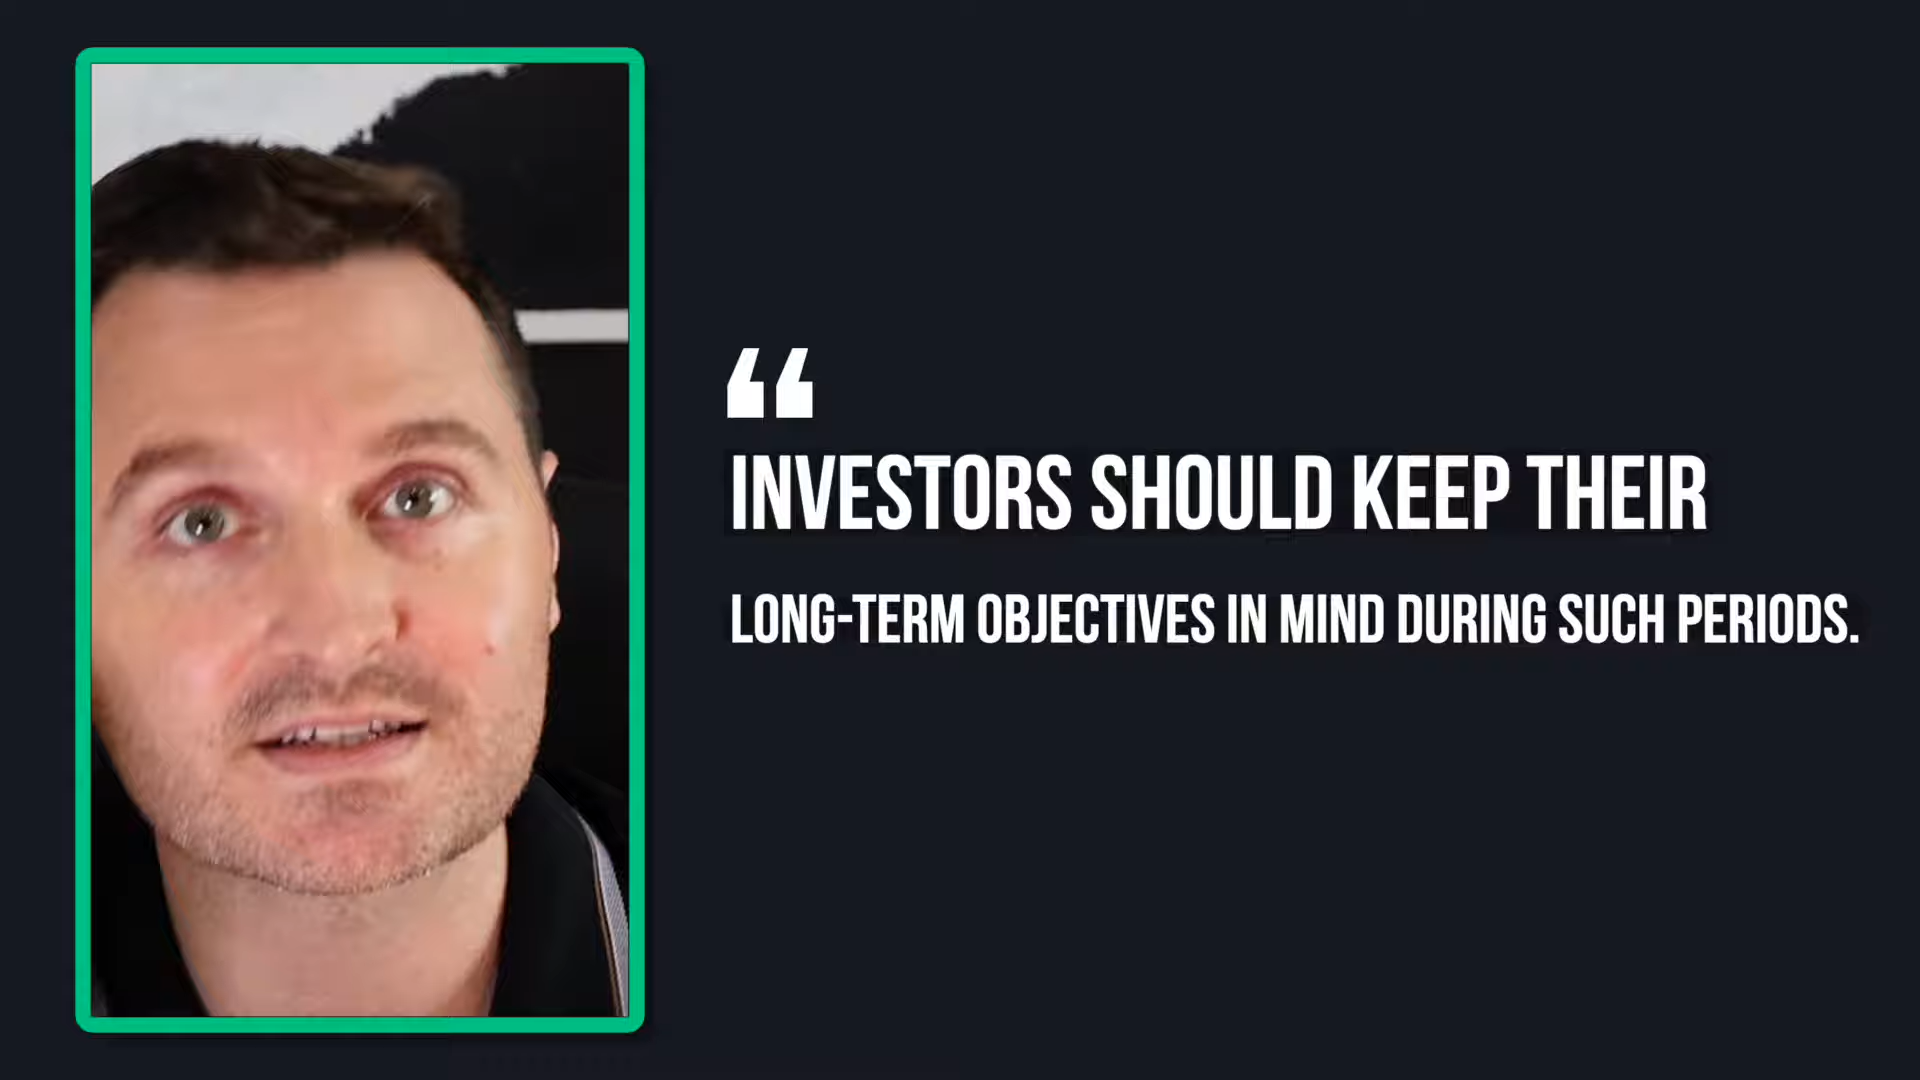 “
INVESTORS SHOULD KEEP THEIR
LONG-TERM OBJECTIVES IN MIND DURING SUCH PERIODS.